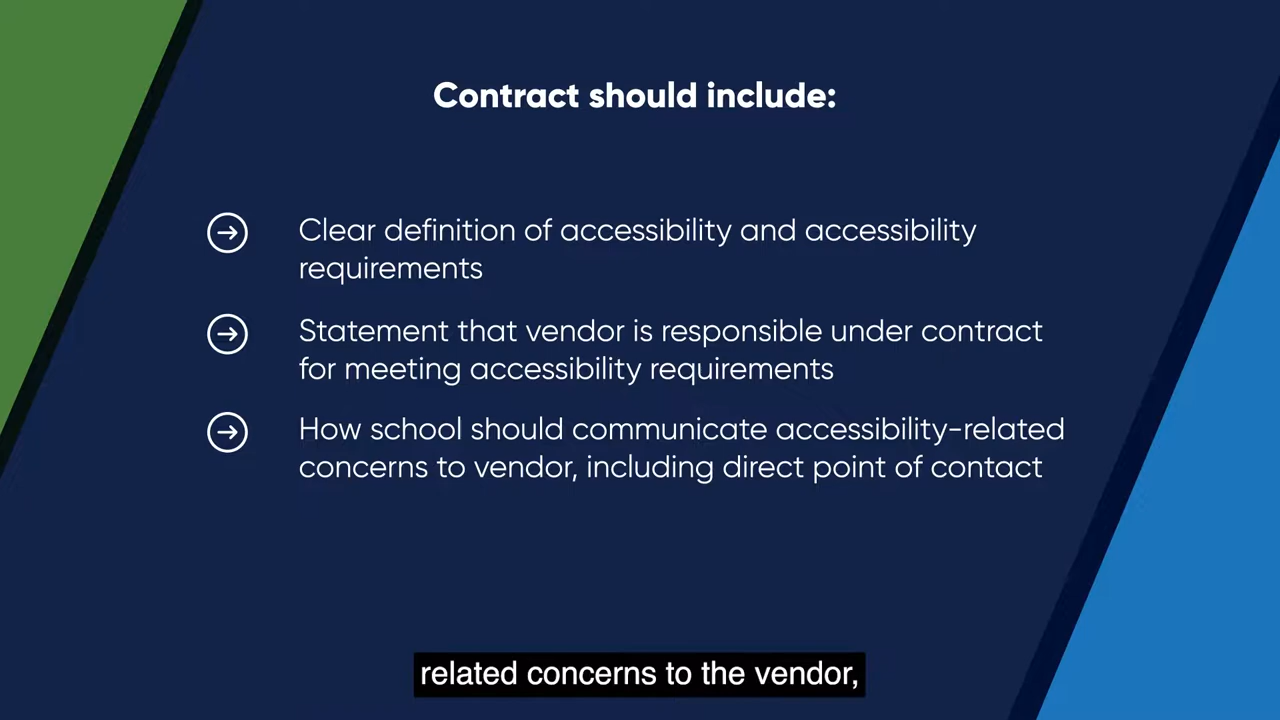 Contract should include:
Clear definition of accessibility and accessibility
requirements
Statement that vendor is responsible under contract
for meeting accessibility requirements
How school should communicate accessibility-related
concerns to vendor, including direct point of contact
related concerns to the vendor,